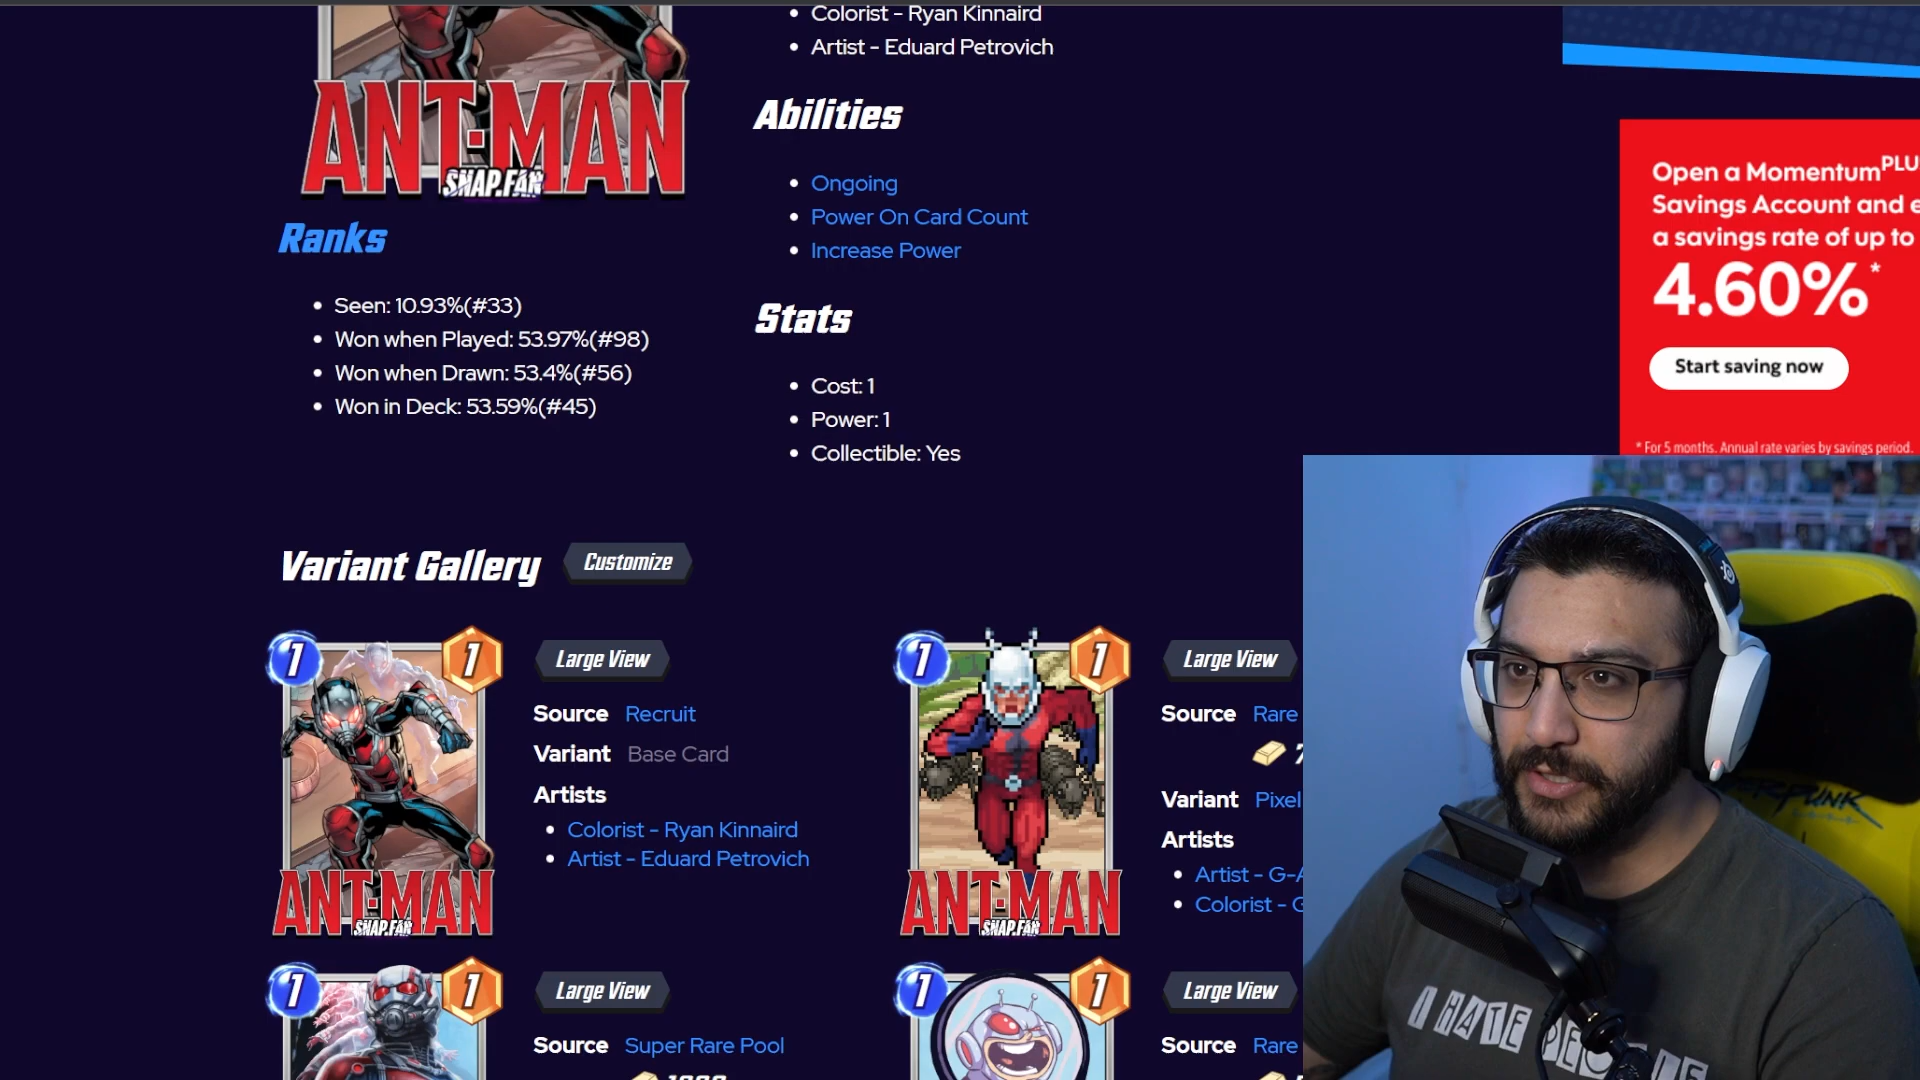 Colorist - Ryan Kinnaird
Artist - Eduard Petrovich
ANT-MAN
SNAP.FAN
Abilities
Ongoing
Power On Card Count
Increase Power
Ranks
Seen: 10.93%(#33)
Won when Played: 53.97%(#98)
Won when Drawn: 53.4%(#56)
Won in Deck: 53.59%(#45)
Stats
Cost: 1
Power: 1
Collectible: Yes
Open a Momentum
Savings Account and
a savings rate of up to
4.60%*
Start saving now
* For 5 months. Annual rate varies by savings period.
Variant Gallery
Customize
1 1
Large View
Source Recruit
Variant Base Card
Artists
Colorist - Ryan Kinnaird
Artist - Eduard Petrovich
ANT-MAN
SNAP.FAN
1 1
Large View
Source Rare
Variant Pixel
Artists
Artist -
Colorist -
ANT-MAN
SNAP.FAN
1 1
Large View
Source Super Rare Pool
1 1
Large View
Source Rare
I HATE